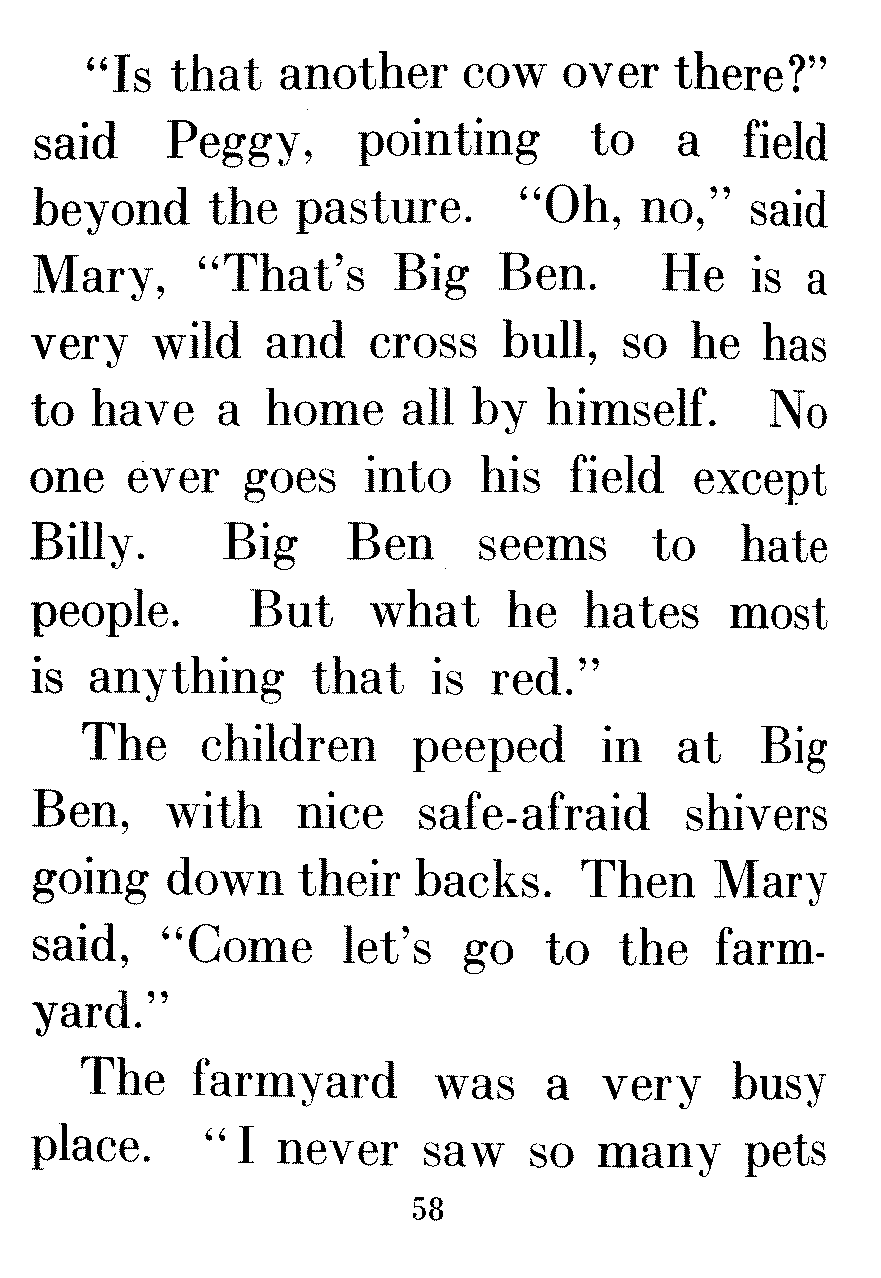 “Is that another cow over there?”
said Peggy, pointing to a field
beyond the pasture. “Oh, no,” said
Mary, “That’s Big Ben. He is a
very wild and cross bull, so he has
to have a home all by himself. No
one ever goes into his field except
Billy. Big Ben seems to hate
people. But what he hates most
is anything that is red.”
The children peeped in at Big
Ben, with nice safe-afraid shivers
going down their backs. Then Mary
said, “Come let’s go to the farm-
yard.”
The farmyard was a very busy
place. “ I never saw so many pets
58